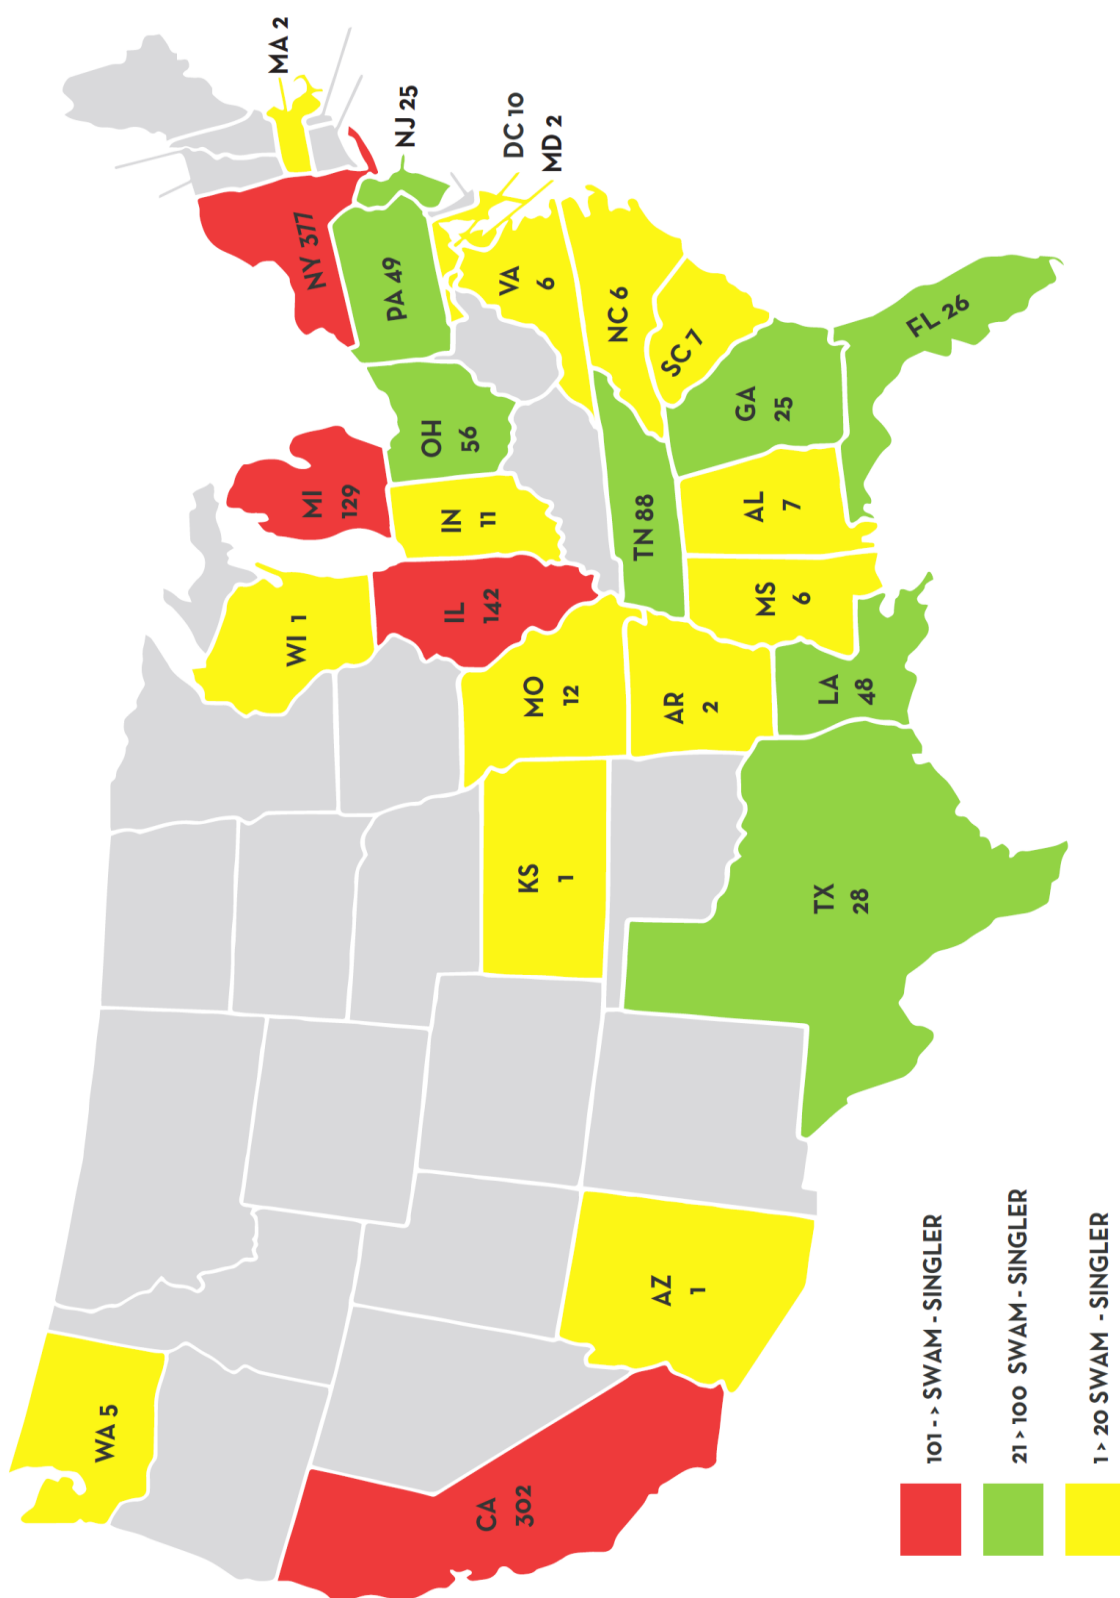 WA 5
CA
302
AZ
1
KS
1
TX
28
WI 1
MO
12
AR
2
LA
48
IL
142
MS
6
MI
129
IN
11
TN 88
AL
7
OH
56
GA
25
NY 377
PA 49
VA
6
NC 6
SC 7
FL 26
MA 2
NJ 25
DC 10
MD 2
101 - > SWAM - SINGLER
21 > 100 SWAM - SINGLER
1 > 20 SWAM - SINGLER